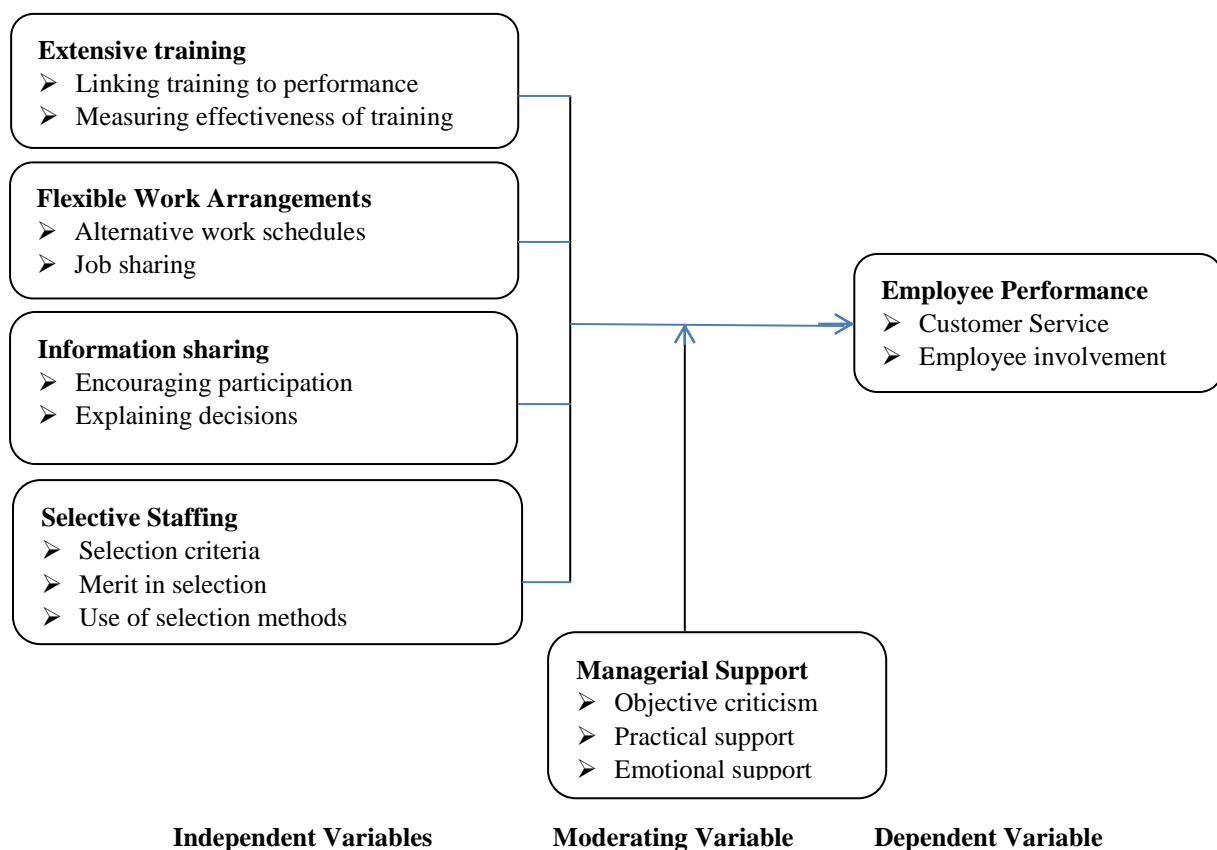 Extensive training
➢ Linking training to performance
➢ Measuring effectiveness of training
Flexible Work Arrangements
➢ Alternative work schedules
➢ Job sharing
Information sharing
➢ Encouraging participation
➢ Explaining decisions
Selective Staffing
➢ Selection criteria
➢ Merit in selection
➢ Use of selection methods
Employee Performance
➢ Customer Service
➢ Employee involvement
Managerial Support
➢ Objective criticism
➢ Practical support
➢ Emotional support
Independent Variables Moderating Variable Dependent Variable